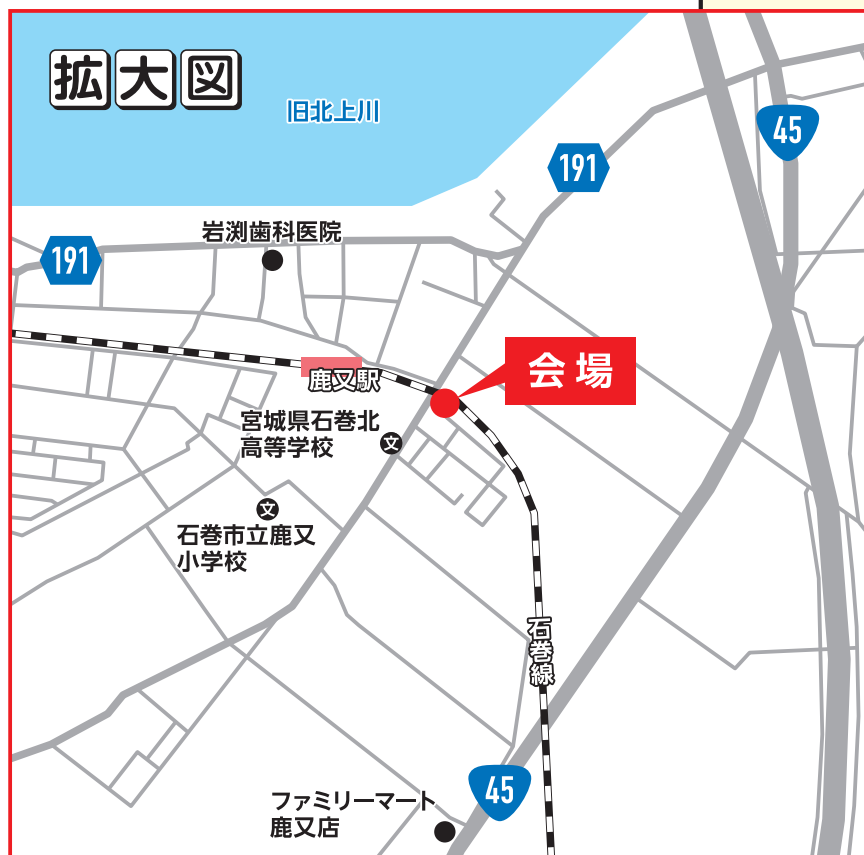 拡大図
旧北上川
45
191
岩渕歯科医院
191
会場
鹿又駅
宮城県石巻北
高等学校
文
文
石巻市立鹿又
小学校
石巻線
45
ファミリーマート
鹿又店